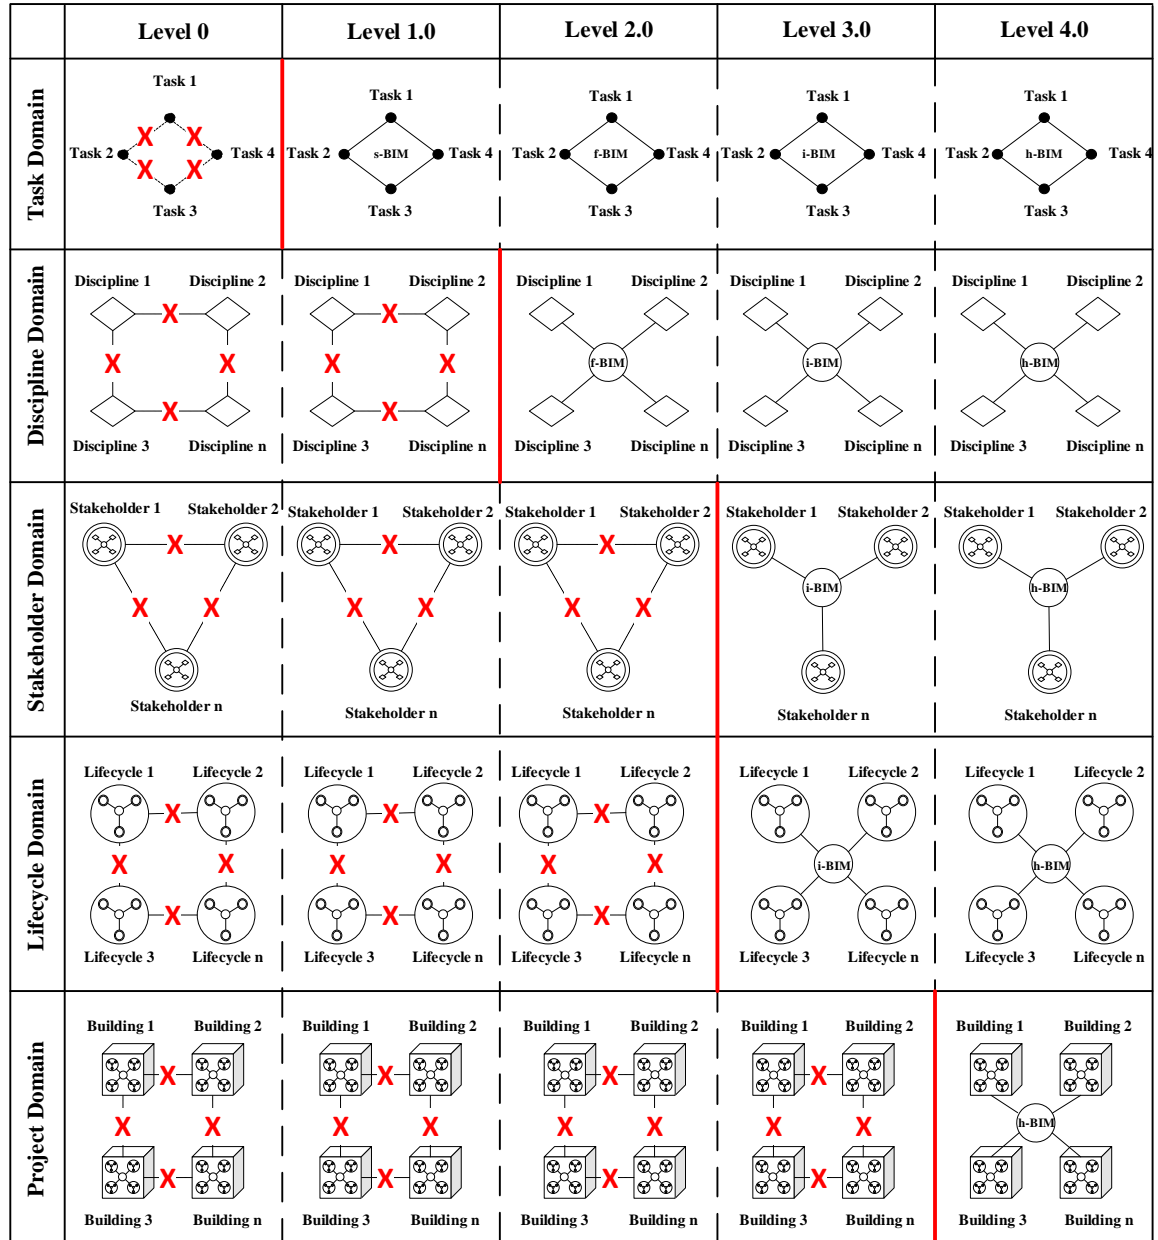 Level 0
Level 1.0
Level 2.0
Level 3.0
Level 4.0
Task Domain
Task 1
X X
Task 2
Task 4
X X
Task 3
Task 1
Task 2
s-BIM
Task 4
Task 3
Task 1
Task 2
f-BIM
Task 4
Task 3
Task 1
Task 2
i-BIM
Task 4
Task 3
Task 1
Task 2
h-BIM
Task 4
Task 3
Discipline Domain
Discipline 1 Discipline 2
X
X X
X
Discipline 3 Discipline n
Discipline 1 Discipline 2
X
X X
X
Discipline 3 Discipline n
Discipline 1 Discipline 2
f-BIM
Discipline 3 Discipline n
Discipline 1 Discipline 2
i-BIM
Discipline 3 Discipline n
Discipline 1 Discipline 2
h-BIM
Discipline 3 Discipline n
Stakeholder Domain
Stakeholder 1 Stakeholder 2
X
X X
Stakeholder n
Stakeholder 1 Stakeholder 2
X
X X
Stakeholder n
Stakeholder 1 Stakeholder 2
X
X X
Stakeholder n
Stakeholder 1 Stakeholder 2
i-BIM
Stakeholder n
Stakeholder 1 Stakeholder 2
h-BIM
Stakeholder n
Lifecycle Domain
Lifecycle 1 Lifecycle 2
X
X X
X
Lifecycle 3 Lifecycle n
Lifecycle 1 Lifecycle 2
X
X X
X
Lifecycle 3 Lifecycle n
Lifecycle 1 Lifecycle 2
X
X X
X
Lifecycle 3 Lifecycle n
Lifecycle 1 Lifecycle 2
i-BIM
Lifecycle 3 Lifecycle n
Lifecycle 1 Lifecycle 2
h-BIM
Lifecycle 3 Lifecycle n
Project Domain
Building 1 Building 2
X
X X
X
Building 3 Building n
Building 1 Building 2
X
X X
X
Building 3 Building n
Building 1 Building 2
X
X X
X
Building 3 Building n
Building 1 Building 2
X
X X
X
Building 3 Building n
Building 1 Building 2
h-BIM
Building 3 Building n